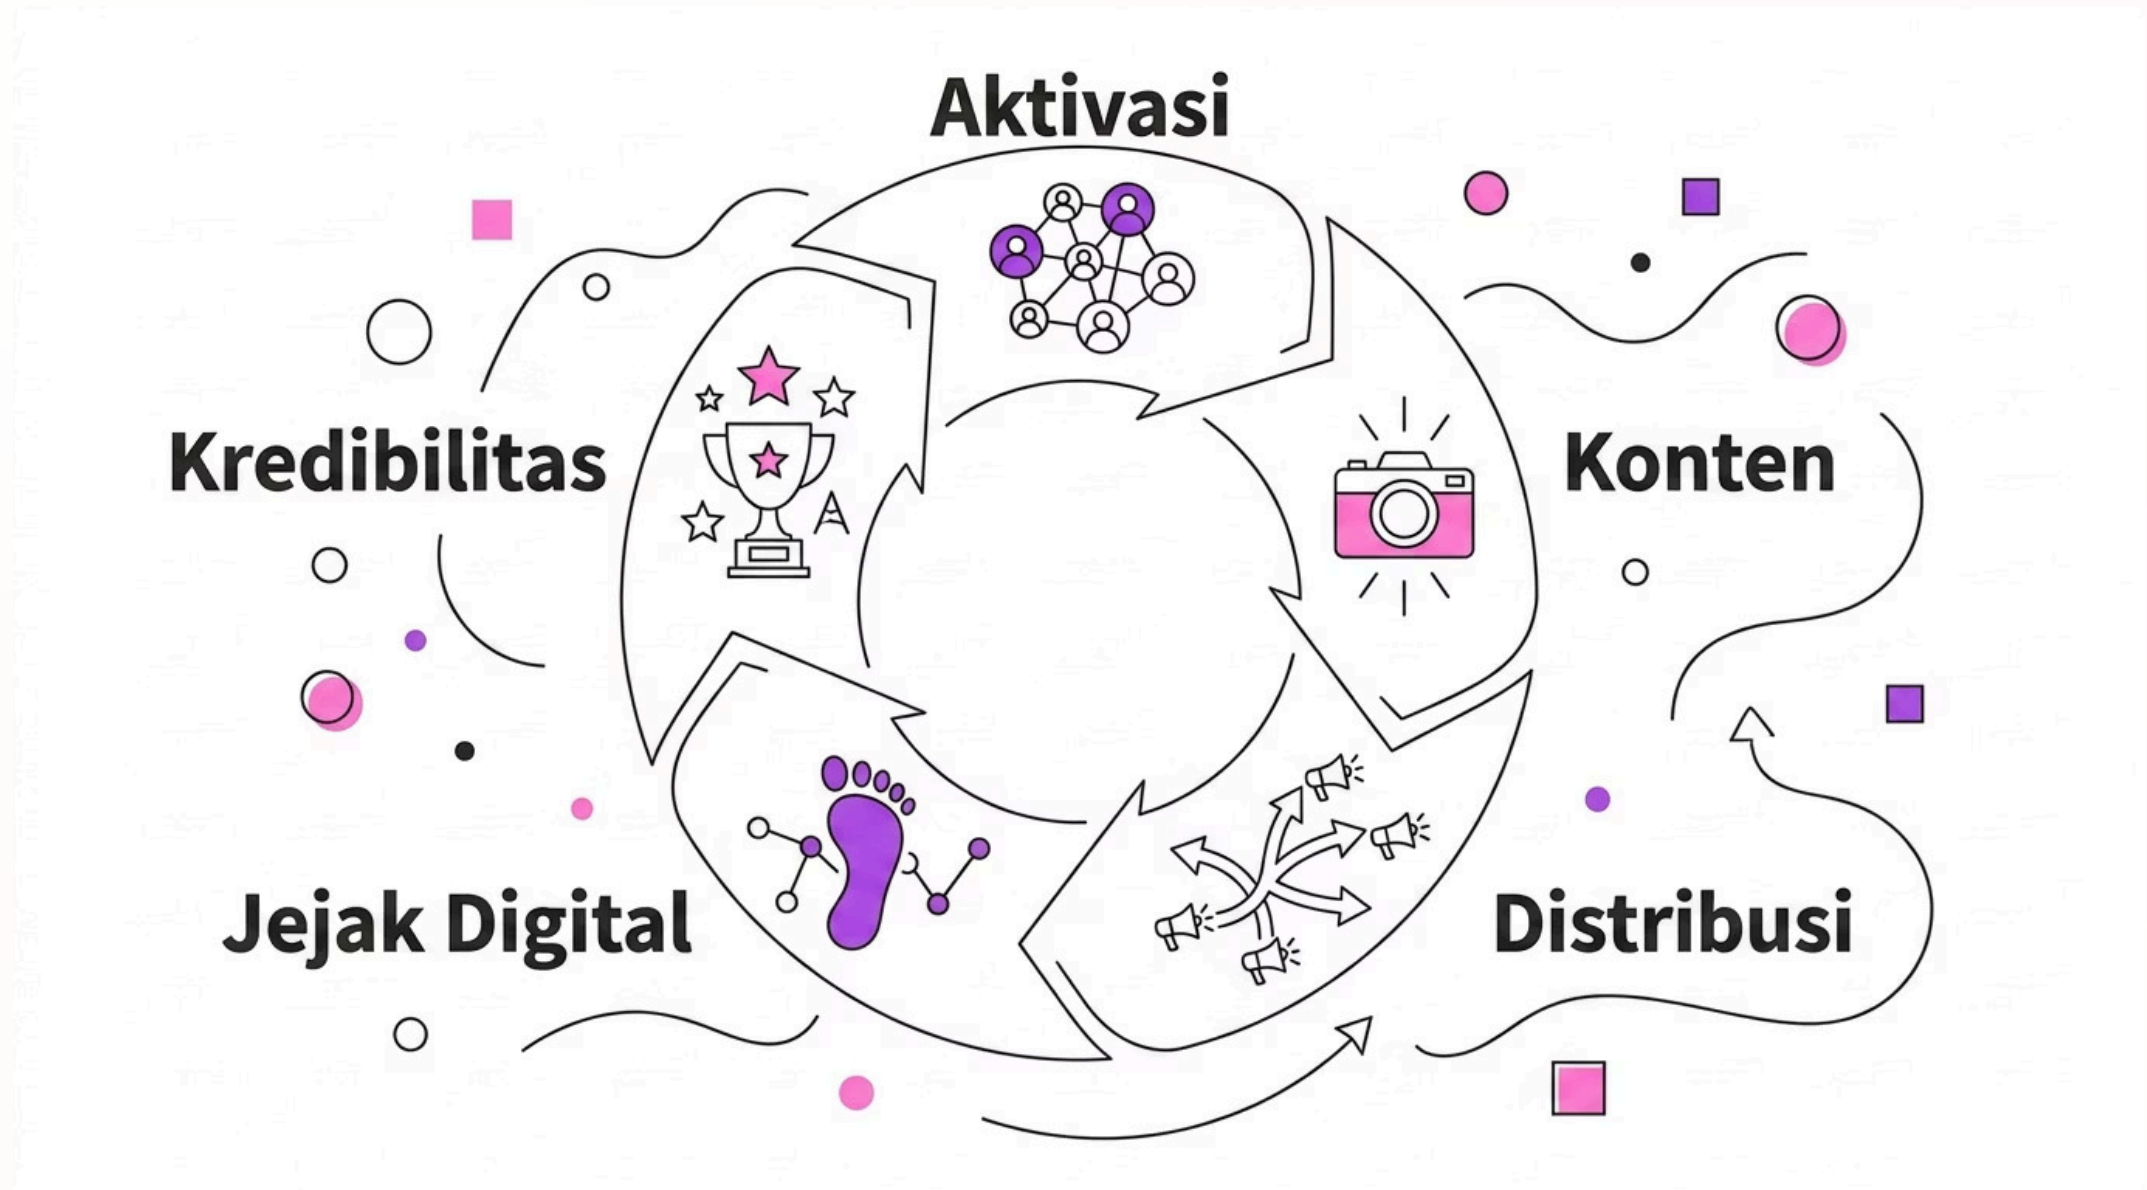 Aktivasi
Kredibilitas
Konten
Jejak Digital
Distribusi